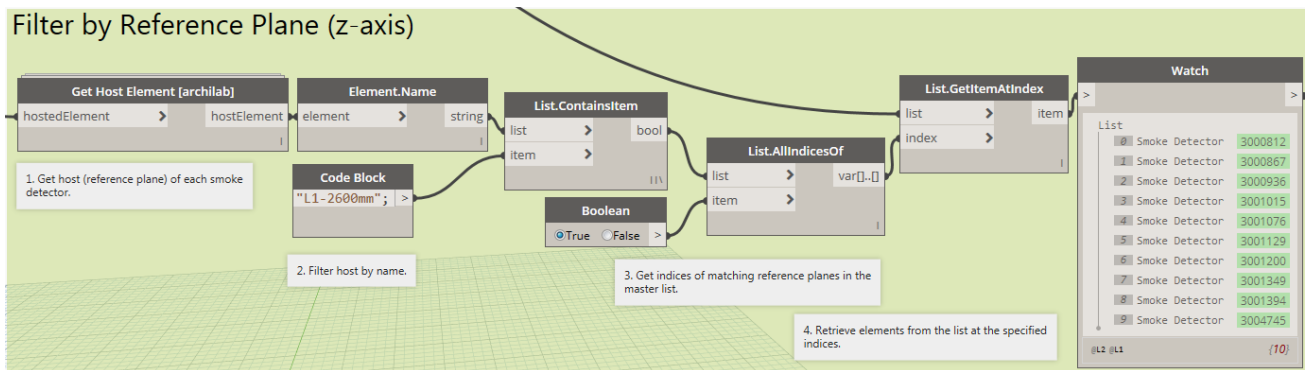 Filter by Reference Plane (z-axis)
Get Host Element [archilab]
hostedElement > hostElement
Element.Name
element > string
List.ContainsItem
list > bool
item >
Code Block
"L1-2600mm"; >
Boolean
True False >
List.AllIndicesOf
list > var[]..[]
item >
List.GetItemAtIndex
list > item
index >
Watch
> >
List
0 Smoke Detector 3000812
1 Smoke Detector 3000867
2 Smoke Detector 3000936
3 Smoke Detector 3001015
4 Smoke Detector 3001076
5 Smoke Detector 3001129
6 Smoke Detector 3001200
7 Smoke Detector 3001349
8 Smoke Detector 3001394
9 Smoke Detector 3004745
@L2 @L1 {10}
1. Get host (reference plane) of each smoke
detector.
2. Filter host by name.
3. Get indices of matching reference planes in the
master list.
4. Retrieve elements from the list at the specified
indices.